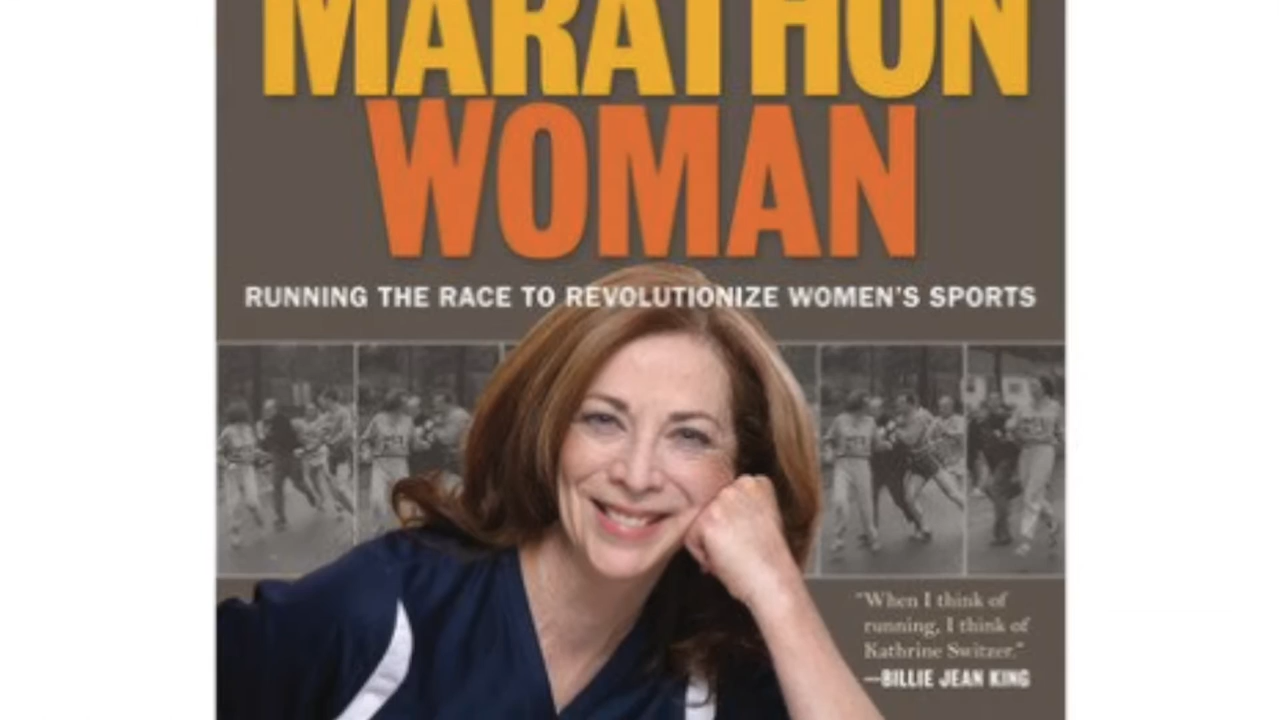 MARATHON
WOMAN
RUNNING THE RACE TO REVOLUTIONIZE WOMEN'S SPORTS
"When I think of
running, I think of
Kathrine Switzer."
—BILLIE JEAN KING